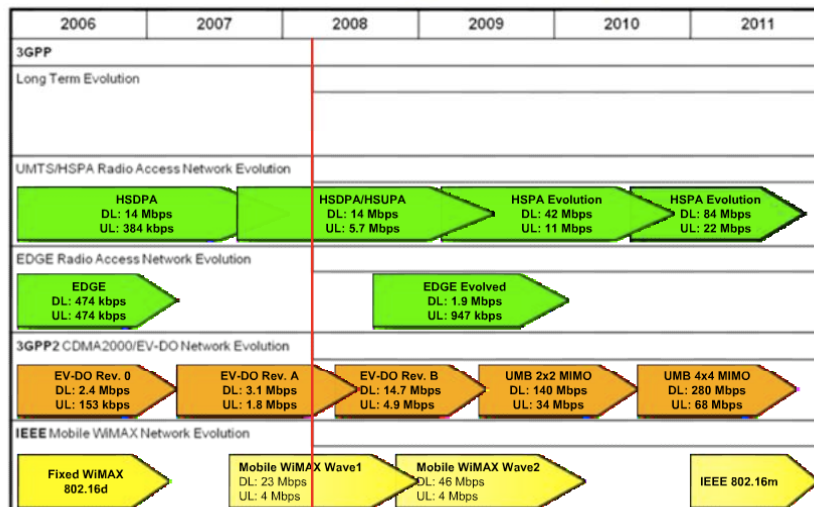 2006 2007 2008 2009 2010 2011
3GPP
Long Term Evolution
UMTS/HSPA Radio Access Network Evolution
HSDPA
DL: 14 Mbps
UL: 384 kbps
HSDPA/HSUPA
DL: 14 Mbps
UL: 5.7 Mbps
HSPA Evolution
DL: 42 Mbps
UL: 11 Mbps
HSPA Evolution
DL: 84 Mbps
UL: 22 Mbps
EDGE Radio Access Network Evolution
EDGE
DL: 474 kbps
UL: 474 kbps
EDGE Evolved
DL: 1.9 Mbps
UL: 947 kbps
3GPP2 CDMA2000/EV-DO Network Evolution
EV-DO Rev. 0
DL: 2.4 Mbps
UL: 153 kbps
EV-DO Rev. A
DL: 3.1 Mbps
UL: 1.8 Mbps
EV-DO Rev. B
DL: 14.7 Mbps
UL: 4.9 Mbps
UMB 2x2 MIMO
DL: 140 Mbps
UL: 34 Mbps
UMB 4x4 MIMO
DL: 280 Mbps
UL: 68 Mbps
IEEE Mobile WiMAX Network Evolution
Fixed WiMAX
802.16d
Mobile WiMAX Wave1
DL: 23 Mbps
UL: 4 Mbps
Mobile WiMAX Wave2
DL: 46 Mbps
UL: 4 Mbps
IEEE 802.16m